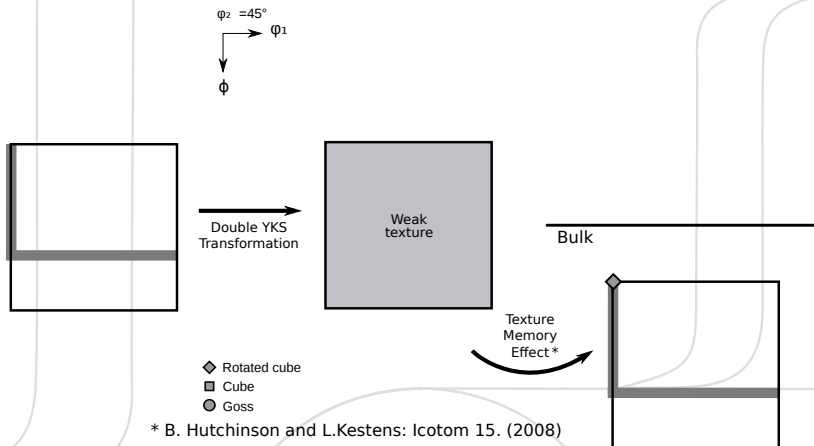 φ₂ =45°
φ₁
ϕ
Double YKS
Transformation
Weak
texture
Bulk
Texture
Memory
Effect *
Rotated cube
Cube
Goss
* B. Hutchinson and L.Kestens: Icotom 15. (2008)